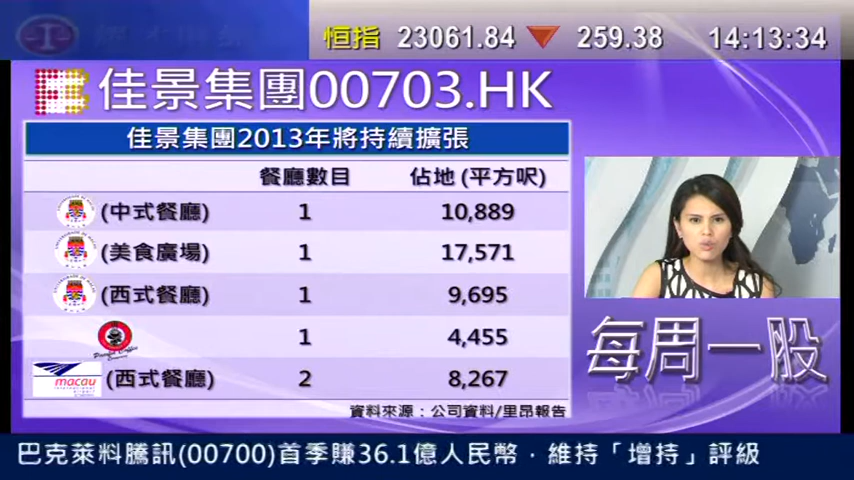 恒指 23061.84 ▼ 259.38 14:13:34
佳景集團00703.HK
佳景集團2013年將持續擴張
餐廳數目 佔地 (平方呎)
(中式餐廳) 1 10,889
(美食廣場) 1 17,571
(西式餐廳) 1 9,695
1 4,455
macau (西式餐廳) 2 8,267
資料來源：公司資料/里昂報告
每周一股
巴克萊料騰訊(00700)首季賺36.1億人民幣，維持「增持」評級